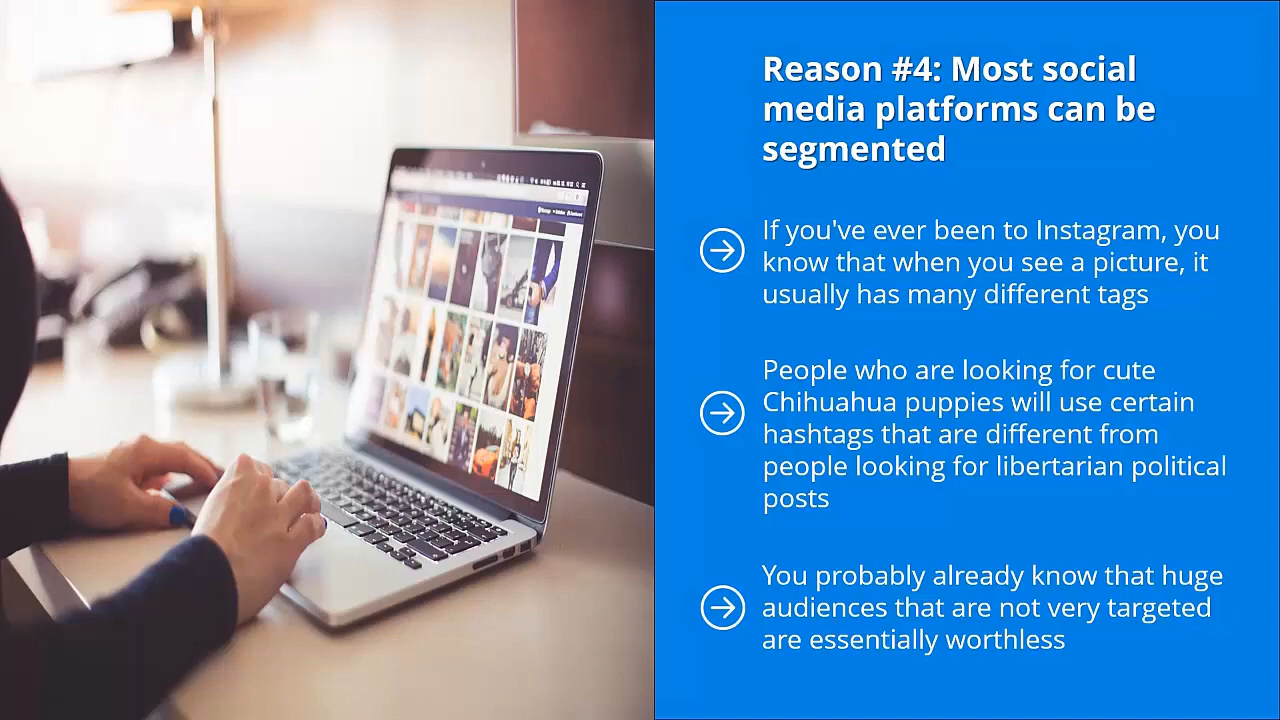 Reason #4: Most social
media platforms can be
segmented
If you've ever been to Instagram, you
know that when you see a picture, it
usually has many different tags
People who are looking for cute
Chihuahua puppies will use certain
hashtags that are different from
people looking for libertarian political
posts
You probably already know that huge
audiences that are not very targeted
are essentially worthless